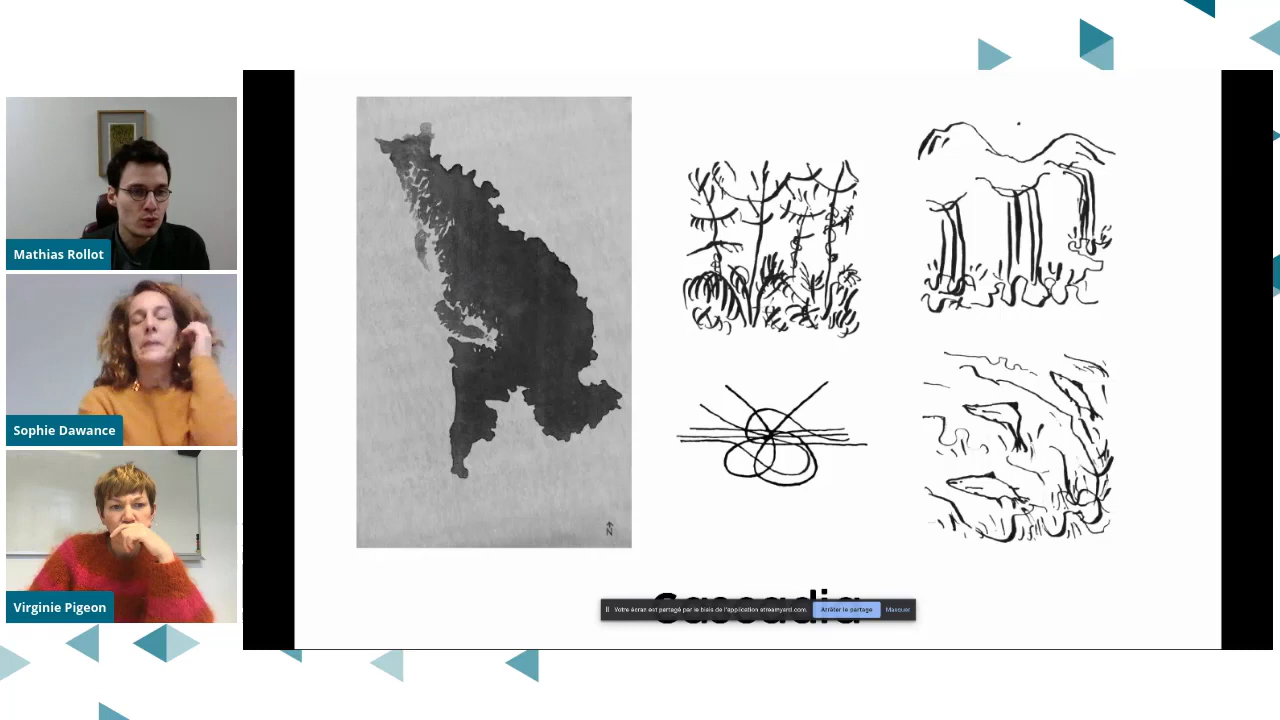 Mathias Rollot
Sophie Dawance
Virginie Pigeon
N
Cascadia
Votre écran est partagé par le biais de l'application streamyard.com.
Arrêter le partage
Masquer